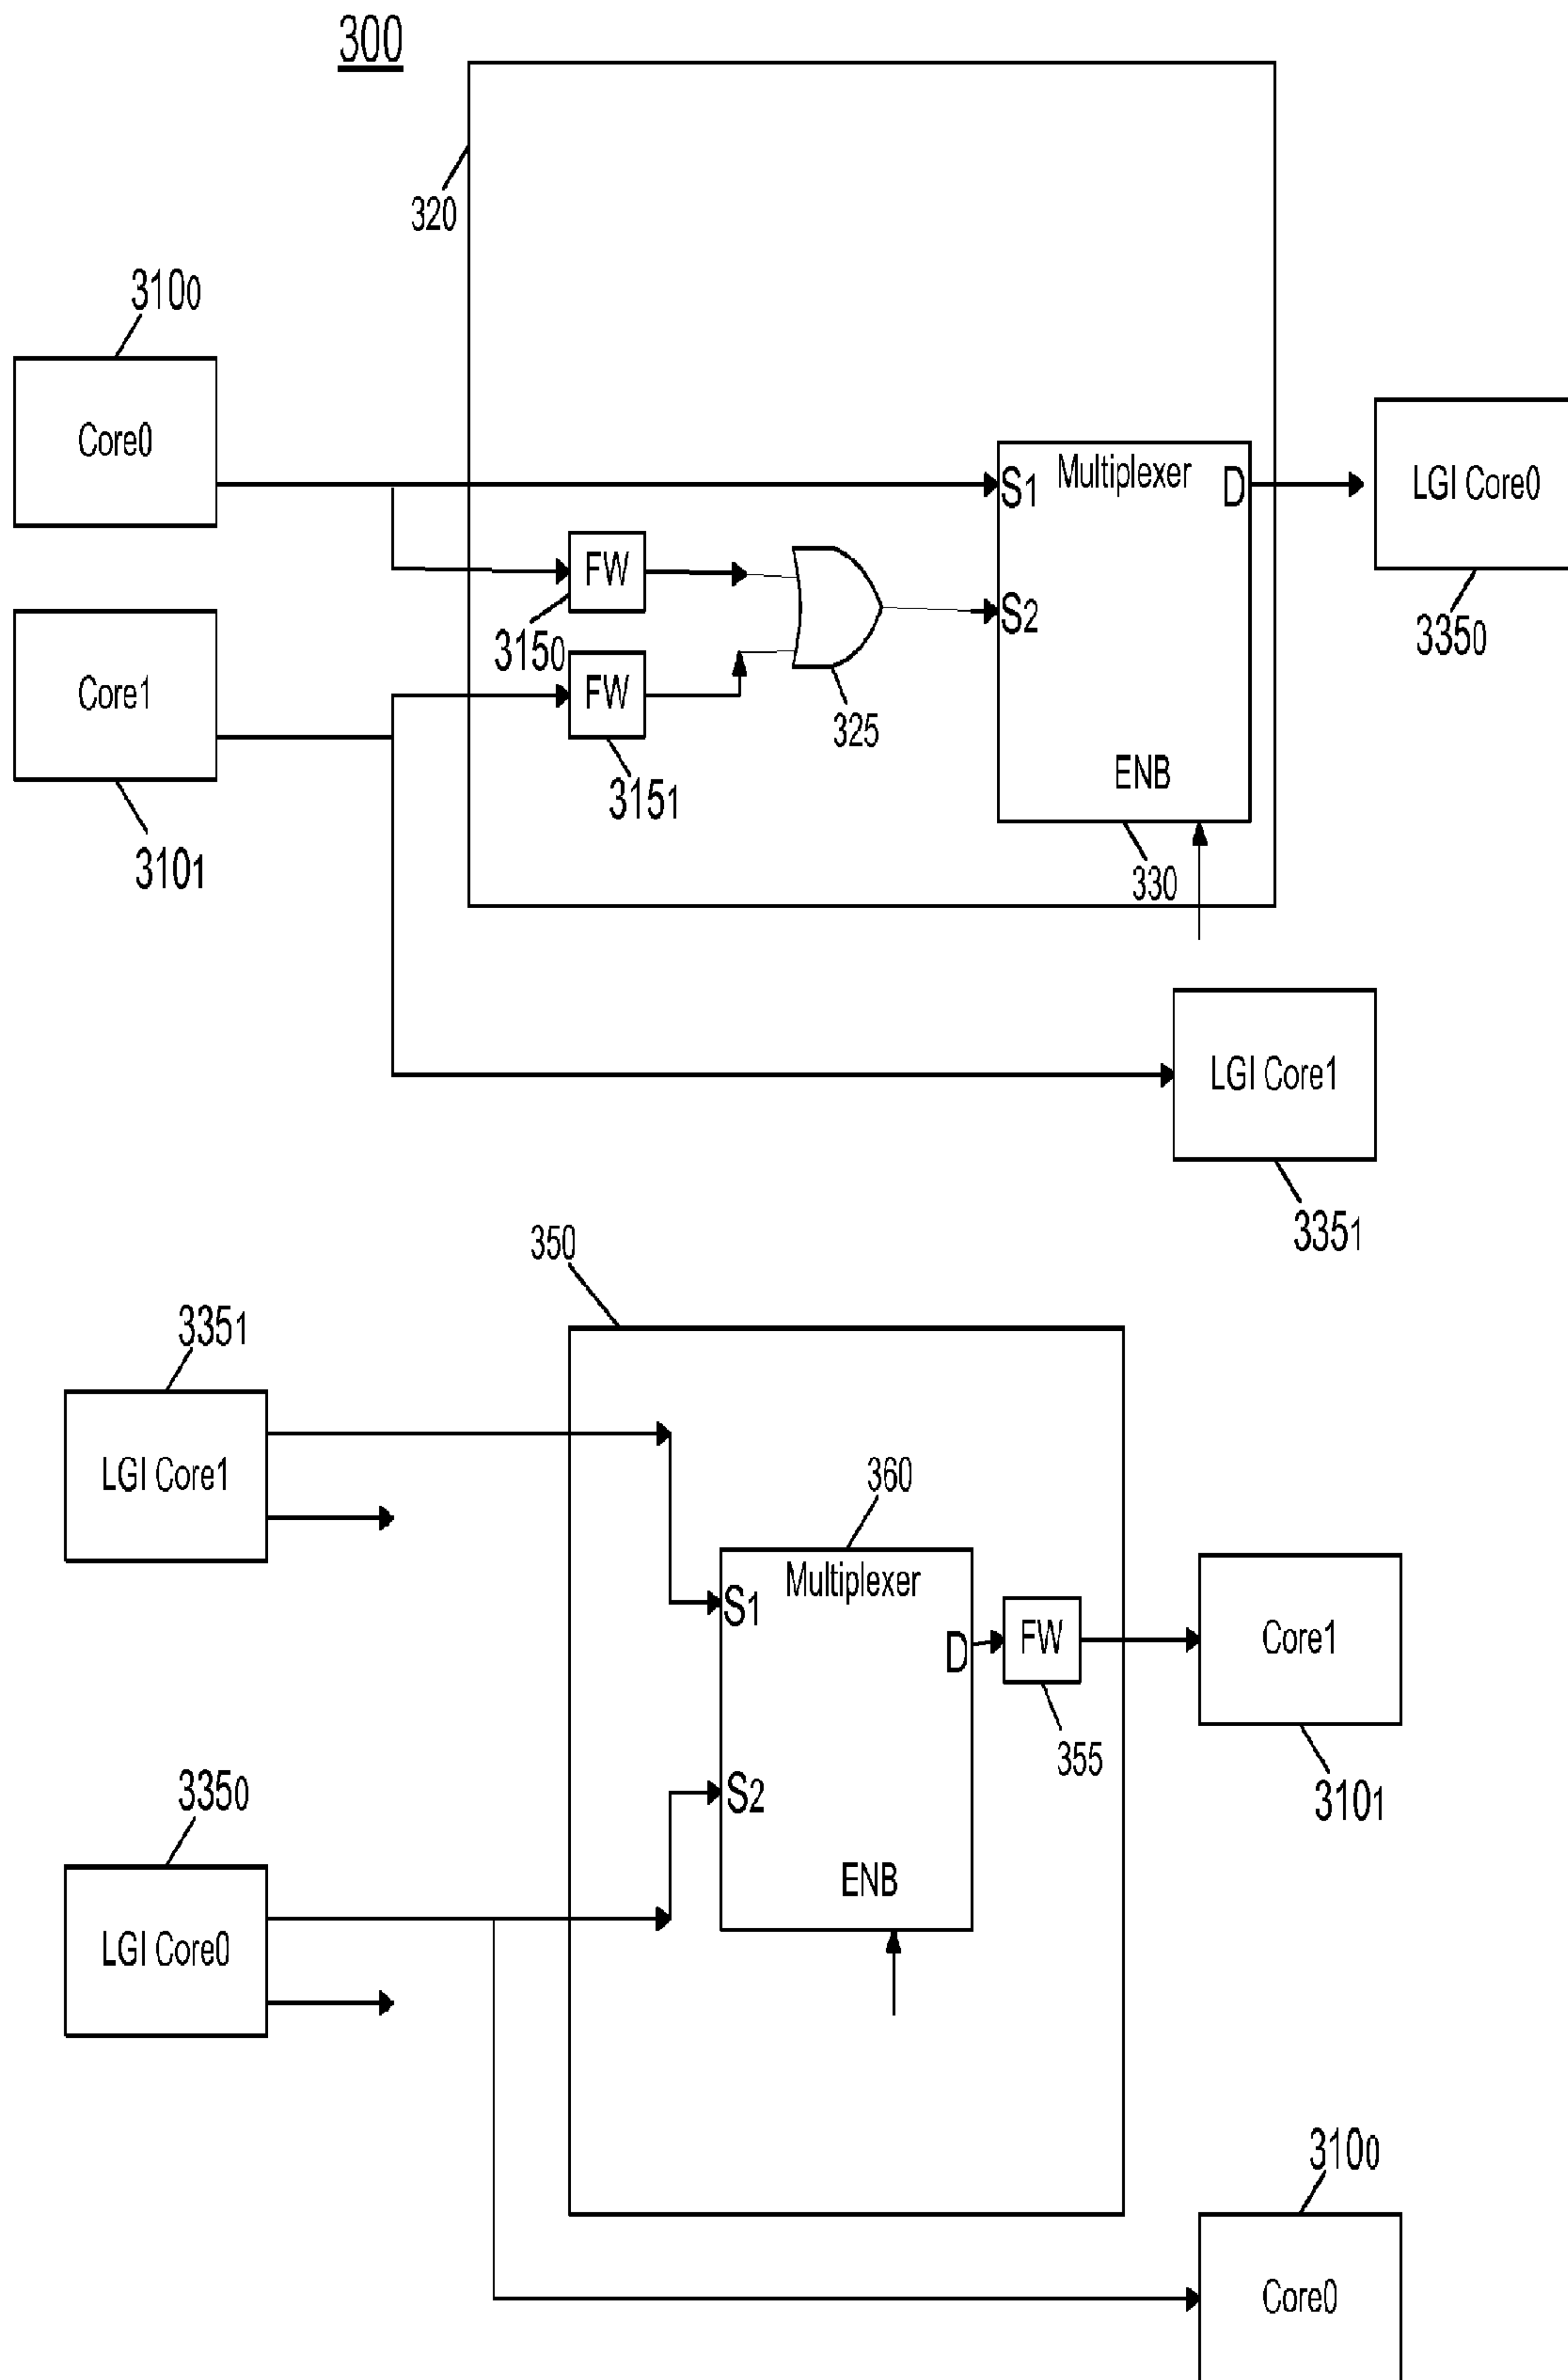 300
320
310₀
Core0
S1 Multiplexer D
LGI Core0
FW
315₀
S2
335₀
Core1
FW
325
315₁
ENB
310₁
330
LGI Core1
335₁
350
335₁
LGI Core1
360
Multiplexer
S1
D
FW
Core1
355
S2
310₁
335₀
ENB
LGI Core0
310₀
Core0